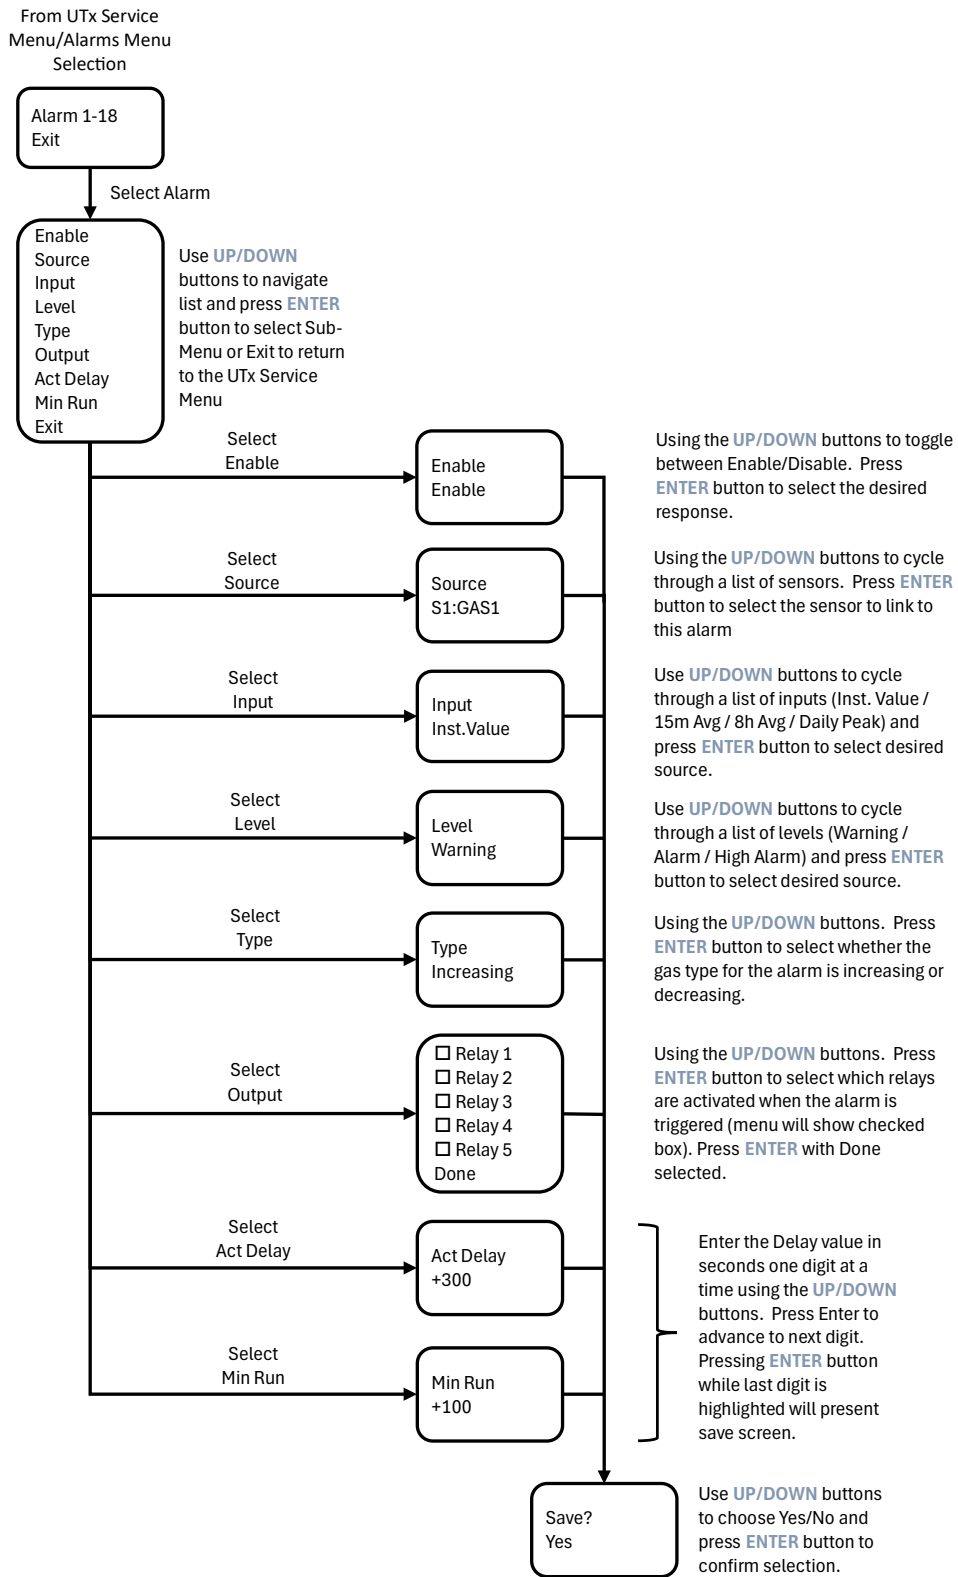 From UTx Service
Menu/Alarms Menu
Selection
Alarm 1-18
Exit
Select Alarm
Enable
Source
Input
Level
Type
Output
Act Delay
Min Run
Exit
Use UP/DOWN
buttons to navigate
list and press ENTER
button to select Sub-
Menu or Exit to return
to the UTx Service
Menu
Select
Enable
Enable
Enable
Using the UP/DOWN buttons to toggle
between Enable/Disable. Press
ENTER button to select the desired
response.
Select
Source
Source
S1:GAS1
Using the UP/DOWN buttons to cycle
through a list of sensors. Press ENTER
button to select the sensor to link to
this alarm
Select
Input
Input
Inst.Value
Use UP/DOWN buttons to cycle
through a list of inputs (Inst. Value /
15m Avg / 8h Avg / Daily Peak) and
press ENTER button to select desired
source.
Select
Level
Level
Warning
Use UP/DOWN buttons to cycle
through a list of levels (Warning /
Alarm / High Alarm) and press ENTER
button to select desired source.
Select
Type
Type
Increasing
Using the UP/DOWN buttons. Press
ENTER button to select whether the
gas type for the alarm is increasing or
decreasing.
Select
Output
☐ Relay 1
☐ Relay 2
☐ Relay 3
☐ Relay 4
☐ Relay 5
Done
Using the UP/DOWN buttons. Press
ENTER button to select which relays
are activated when the alarm is
triggered (menu will show checked
box). Press ENTER with Done
selected.
Select
Act Delay
Act Delay
+300
Select
Min Run
Min Run
+100
Enter the Delay value in
seconds one digit at a
time using the UP/DOWN
buttons. Press Enter to
advance to next digit.
Pressing ENTER button
while last digit is
highlighted will present
save screen.
Save?
Yes
Use UP/DOWN buttons
to choose Yes/No and
press ENTER button to
confirm selection.